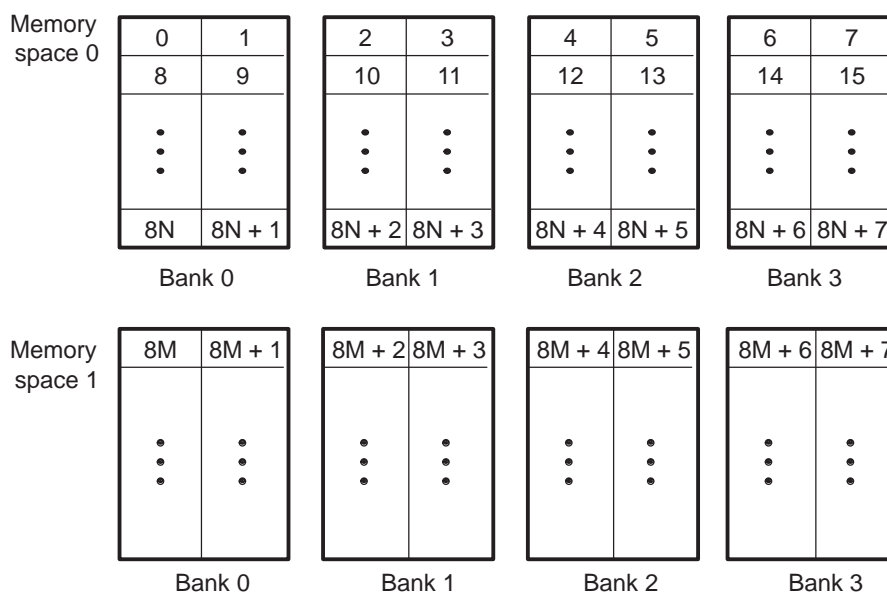 Memory space 0
0 1 2 3 4 5 6 7
8 9 10 11 12 13 14 15
8N 8N + 1 8N + 2 8N + 3 8N + 4 8N + 5 8N + 6 8N + 7
Bank 0 Bank 1 Bank 2 Bank 3
Memory space 1
8M 8M + 1 8M + 2 8M + 3 8M + 4 8M + 5 8M + 6 8M + 7
Bank 0 Bank 1 Bank 2 Bank 3